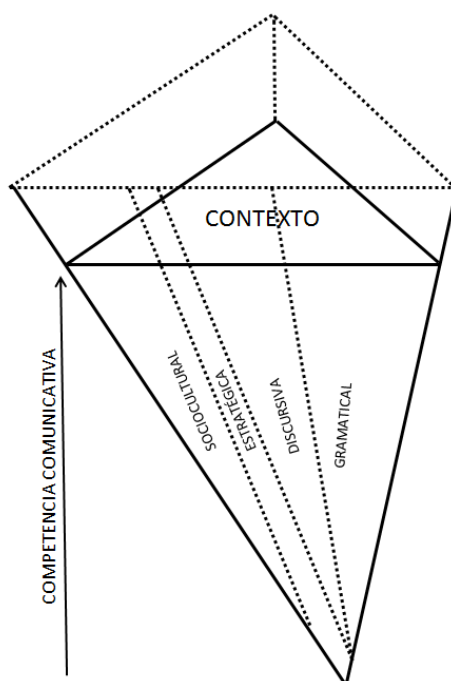 CONTEXTO
COMPETENCIA COMUNICATIVA
SOCIOCULTURAL
ESTRATÉGICA
DISCURSIVA
GRAMATICAL